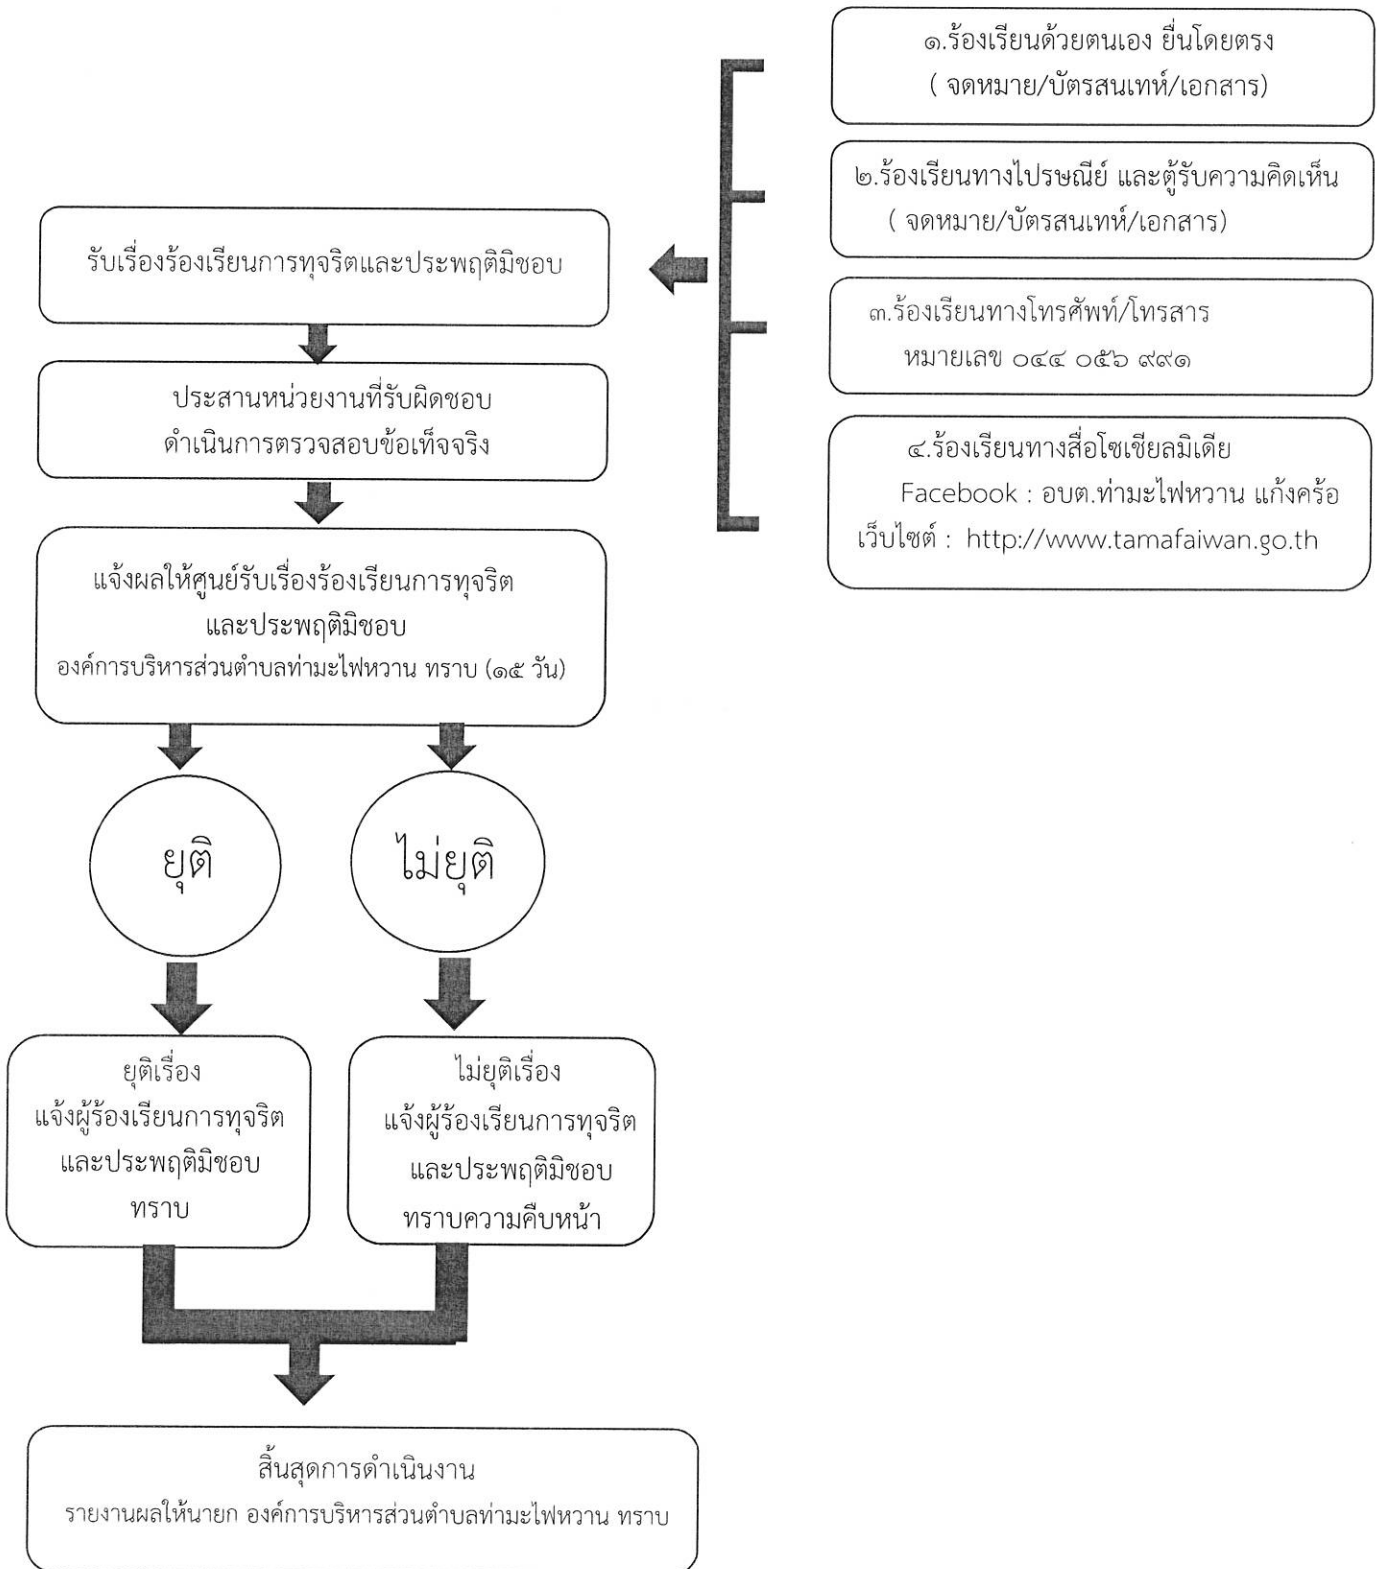 ๑.ร้องเรียนด้วยตนเอง ยื่นโดยตรง
( จดหมาย/บัตรสนเทห์/เอกสาร)
๒.ร้องเรียนทางไปรษณีย์ และตู้รับความคิดเห็น
( จดหมาย/บัตรสนเทห์/เอกสาร)
๓.ร้องเรียนทางโทรศัพท์/โทรสาร
หมายเลข ๐๔๔ ๐๕๖ ๙๙๑
๔.ร้องเรียนทางสื่อโซเชียลมิเดีย
Facebook : อบต.ท่ามะไฟหวาน แก้งคร้อ
เว็บไซต์ : http://www.tamafaiwan.go.th
รับเรื่องร้องเรียนการทุจริตและประพฤติมิชอบ
ประสานหน่วยงานที่รับผิดชอบ
ดำเนินการตรวจสอบข้อเท็จจริง
แจ้งผลให้ศูนย์รับเรื่องร้องเรียนการทุจริต
และประพฤติมิชอบ
องค์การบริหารส่วนตำบลท่ามะไฟหวาน ทราบ (๑๕ วัน)
ยุติ
ไม่ยุติ
ยุติเรื่อง
แจ้งผู้ร้องเรียนการทุจริต
และประพฤติมิชอบ
ทราบ
ไม่ยุติเรื่อง
แจ้งผู้ร้องเรียนการทุจริต
และประพฤติมิชอบ
ทราบความคืบหน้า
สิ้นสุดการดำเนินงาน
รายงานผลให้นายก องค์การบริหารส่วนตำบลท่ามะไฟหวาน ทราบ